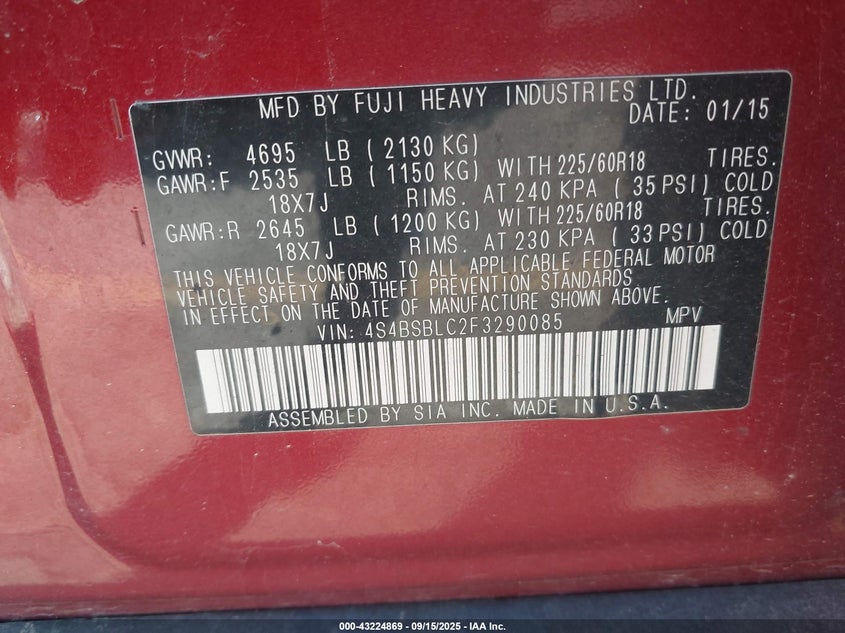 MFD BY FUJI HEAVY INDUSTRIES LTD.
DATE: 01/15
GVWR: 4695 LB ( 2130 KG)
GAWR:F 2535 LB ( 1150 KG) WITH 225/60R18 TIRES.
18X7J RIMS. AT 240 KPA ( 35 PSI) COLD
GAWR:R 2645 LB ( 1200 KG) WITH 225/60R18 TIRES.
18X7J RIMS. AT 230 KPA ( 33 PSI) COLD
THIS VEHICLE CONFORMS TO ALL APPLICABLE FEDERAL MOTOR
VEHICLE SAFETY AND THEFT PREVENTION STANDARDS
IN EFFECT ON THE DATE OF MANUFACTURE SHOWN ABOVE.
VIN: 4S4BSBLC2F3290085 MPV
ASSEMBLED BY SIA INC. MADE IN U.S.A.
000-43224869 - 09/15/2025 - IAA Inc.